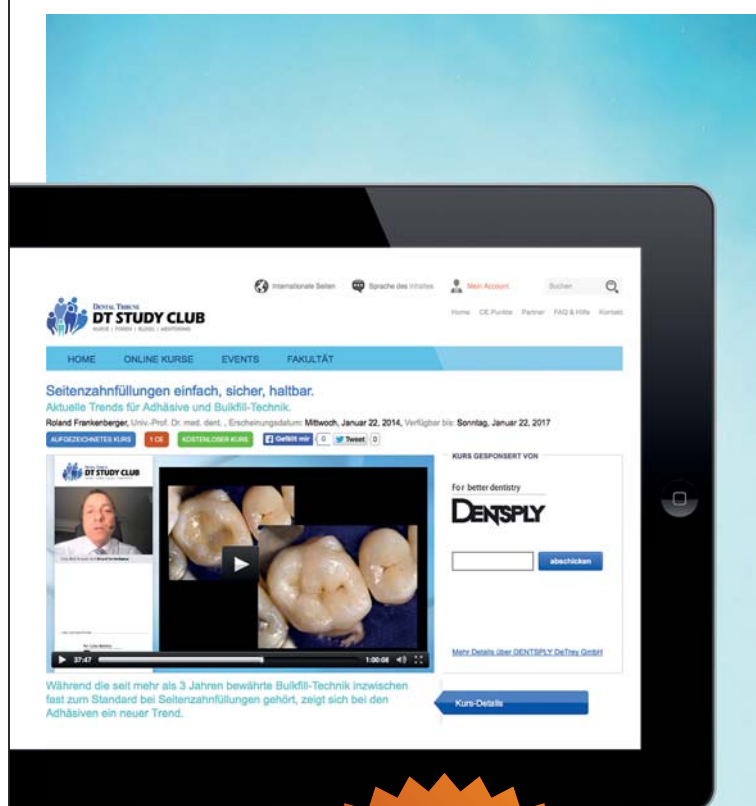 Internationale Seiten Sprache des Inhaltes Mein Account Suchen
DENTAL TRIBUNE
DT STUDY CLUB
Home CE Punkte Partner FAQ & Hilfe Kontakt
HOME ONLINE KURSE EVENTS FAKULTÄT
Seitenzahnfüllungen einfach, sicher, haltbar.
Aktuelle Trends für Adhäsive und Bulkfill-Technik.
Roland Frankenberger, Univ.-Prof. Dr. med. dent. , Erscheinungsdatum: Mittwoch, Januar 22, 2014, Verfügbar bis: Sonntag, Januar 22, 2017
AUFGEZEICHNETES KURS 1 CE KOSTENLOSER KURS Gefällt mir 0 Tweet 0
DT STUDY CLUB
37:47 1:00:08
KURS GESPONSERT VON
For better dentistry
DENTSPLY
abschicken
Mehr Details über DENTSPLY DeTrey GmbH
Während die seit mehr als 3 Jahren bewährte Bulkfill-Technik inzwischen
fast zum Standard bei Seitenzahnfüllungen gehört, zeigt sich bei den
Adhäsiven ein neuer Trend.
Kurs-Details